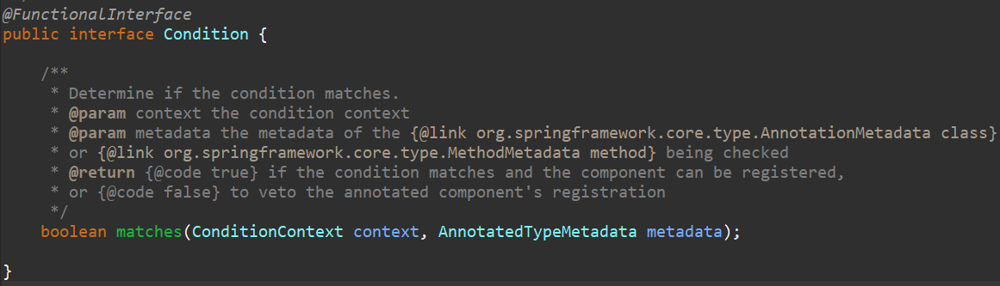 @FunctionalInterface
public interface Condition {
/**
* Determine if the condition matches.
* @param context the condition context
* @param metadata the metadata of the {@link org.springframework.core.type.AnnotationMetadata class}
* or {@link org.springframework.core.type.MethodMetadata method} being checked
* @return {@code true} if the condition matches and the component can be registered,
* or {@code false} to veto the annotated component's registration
*/
boolean matches(ConditionContext context, AnnotatedTypeMetadata metadata);
}